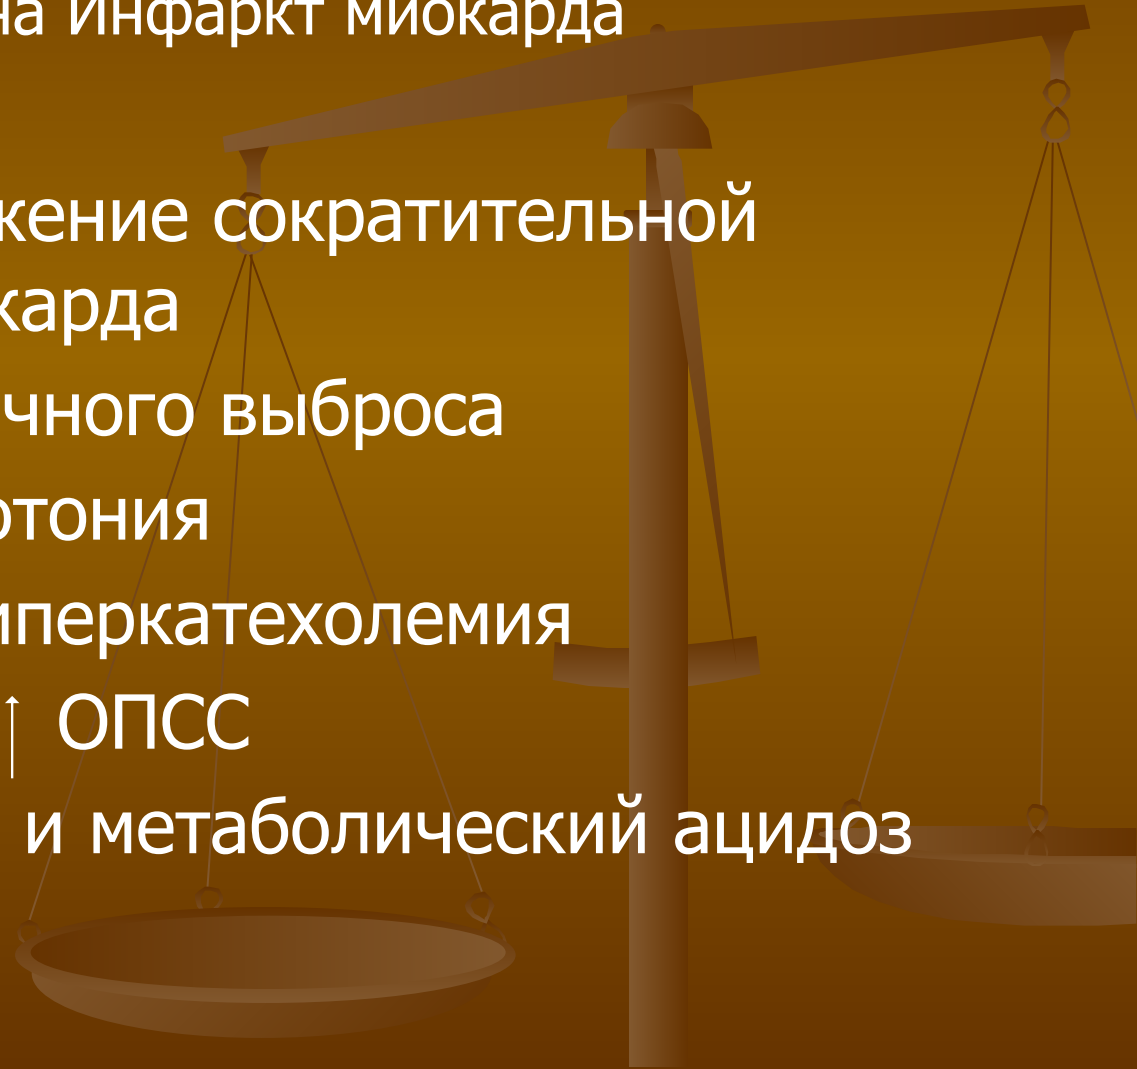 на Инфаркт миокарда
жение сократительной
карда
чного выброса
отония
иперкатехолемия
↑ ОПСС
и метаболический ацидоз